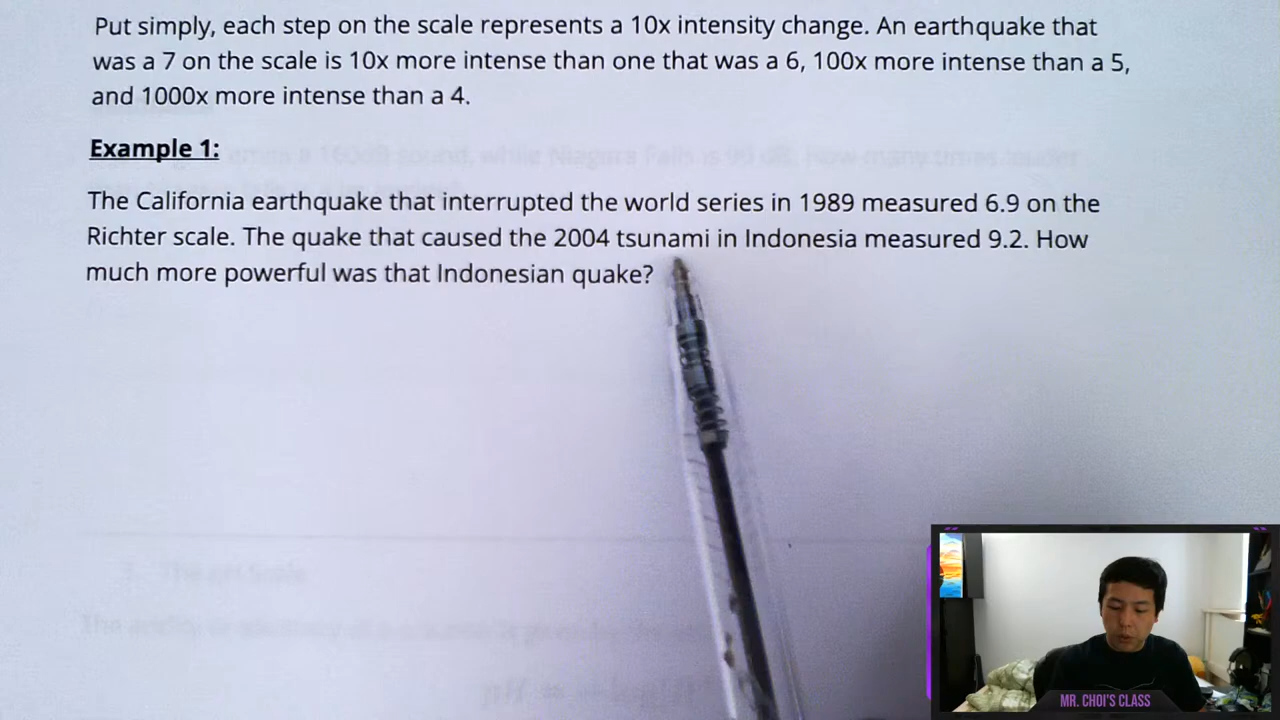 Put simply, each step on the scale represents a 10x intensity change. An earthquake that
was a 7 on the scale is 10x more intense than one that was a 6, 100x more intense than a 5,
and 1000x more intense than a 4.
Example 1:
The California earthquake that interrupted the world series in 1989 measured 6.9 on the
Richter scale. The quake that caused the 2004 tsunami in Indonesia measured 9.2. How
much more powerful was that Indonesian quake?
MR. CHOI'S CLASS